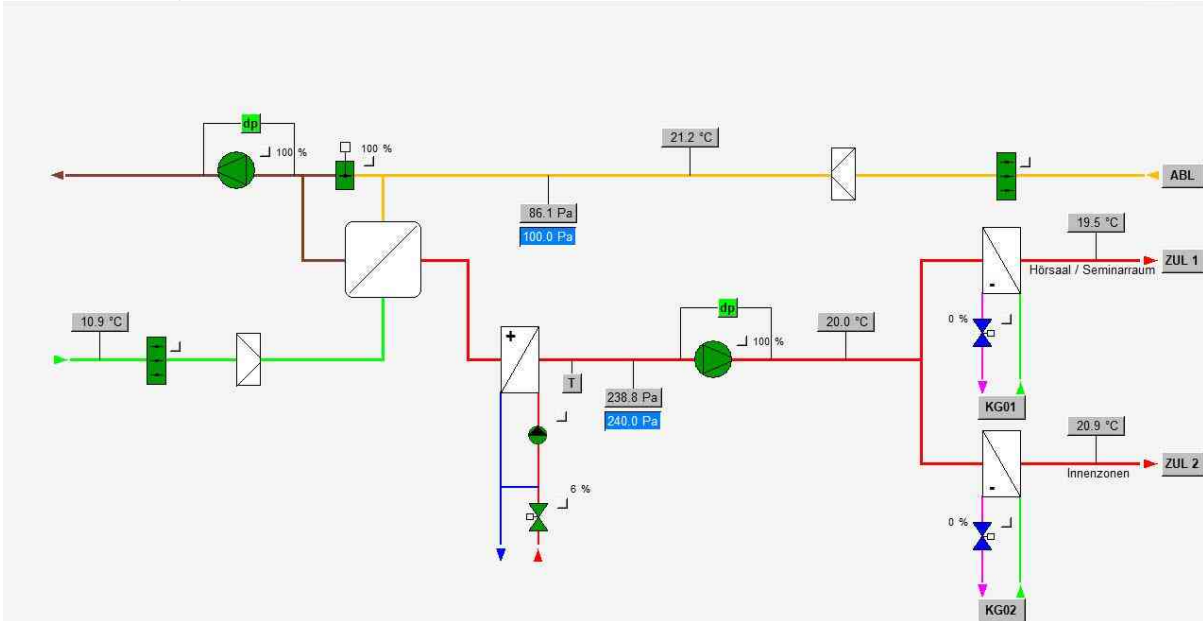 dp
100 %
100 %
21.2 °C
ABL
86.1 Pa
100.0 Pa
19.5 °C
ZUL 1
Hörsaal / Seminarraum
10.9 °C
dp
100 %
20.0 °C
0 %
+
-
T
238.8 Pa
240.0 Pa
KG01
20.9 °C
ZUL 2
Innenzonen
6 %
-
0 %
KG02